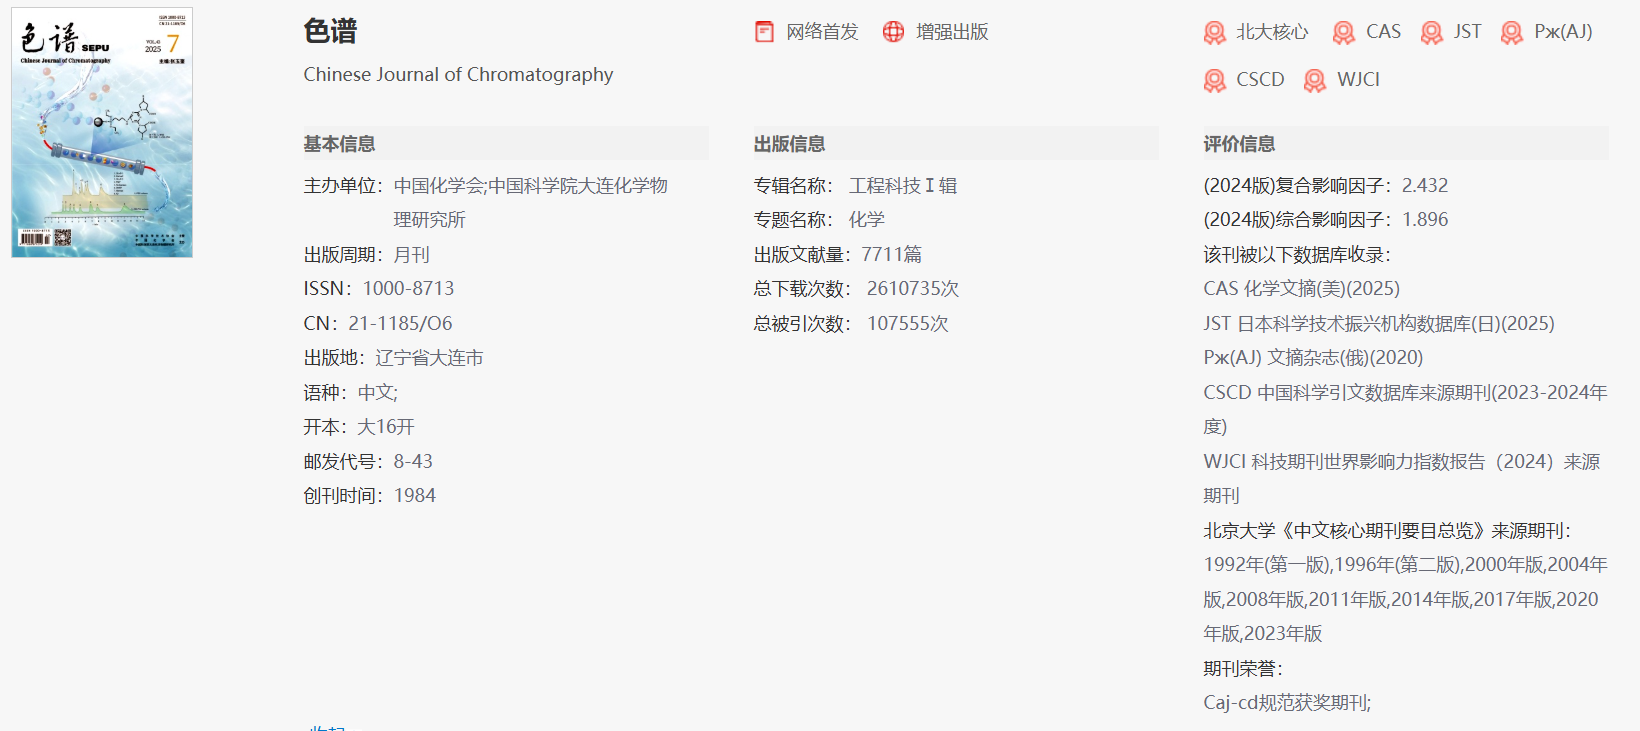 色谱 SEPU
Chinese Journal of Chromatography
2025
7
色谱
Chinese Journal of Chromatography
网络首发
增强出版
北大核心
CAS
JST
Рж(AJ)
CSCD
WJCI
基本信息
主办单位：中国化学会;中国科学院大连化学物
理研究所
出版周期：月刊
ISSN：1000-8713
CN：21-1185/O6
出版地：辽宁省大连市
语种：中文;
开本：大16开
邮发代号：8-43
创刊时间：1984
出版信息
专辑名称：工程科技Ⅰ辑
专题名称：化学
出版文献量：7711篇
总下载次数：2610735次
总被引次数：107555次
评价信息
(2024版)复合影响因子：2.432
(2024版)综合影响因子：1.896
该刊被以下数据库收录：
CAS 化学文摘(美)(2025)
JST 日本科学技术振兴机构数据库(日)(2025)
Рж(AJ) 文摘杂志(俄)(2020)
CSCD 中国科学引文数据库来源期刊(2023-2024年
度)
WJCI 科技期刊世界影响力指数报告（2024）来源
期刊
北京大学《中文核心期刊要目总览》来源期刊：
1992年(第一版),1996年(第二版),2000年版,2004年
版,2008年版,2011年版,2014年版,2017年版,2020
年版,2023年版
期刊荣誉：
Caj-cd规范获奖期刊;